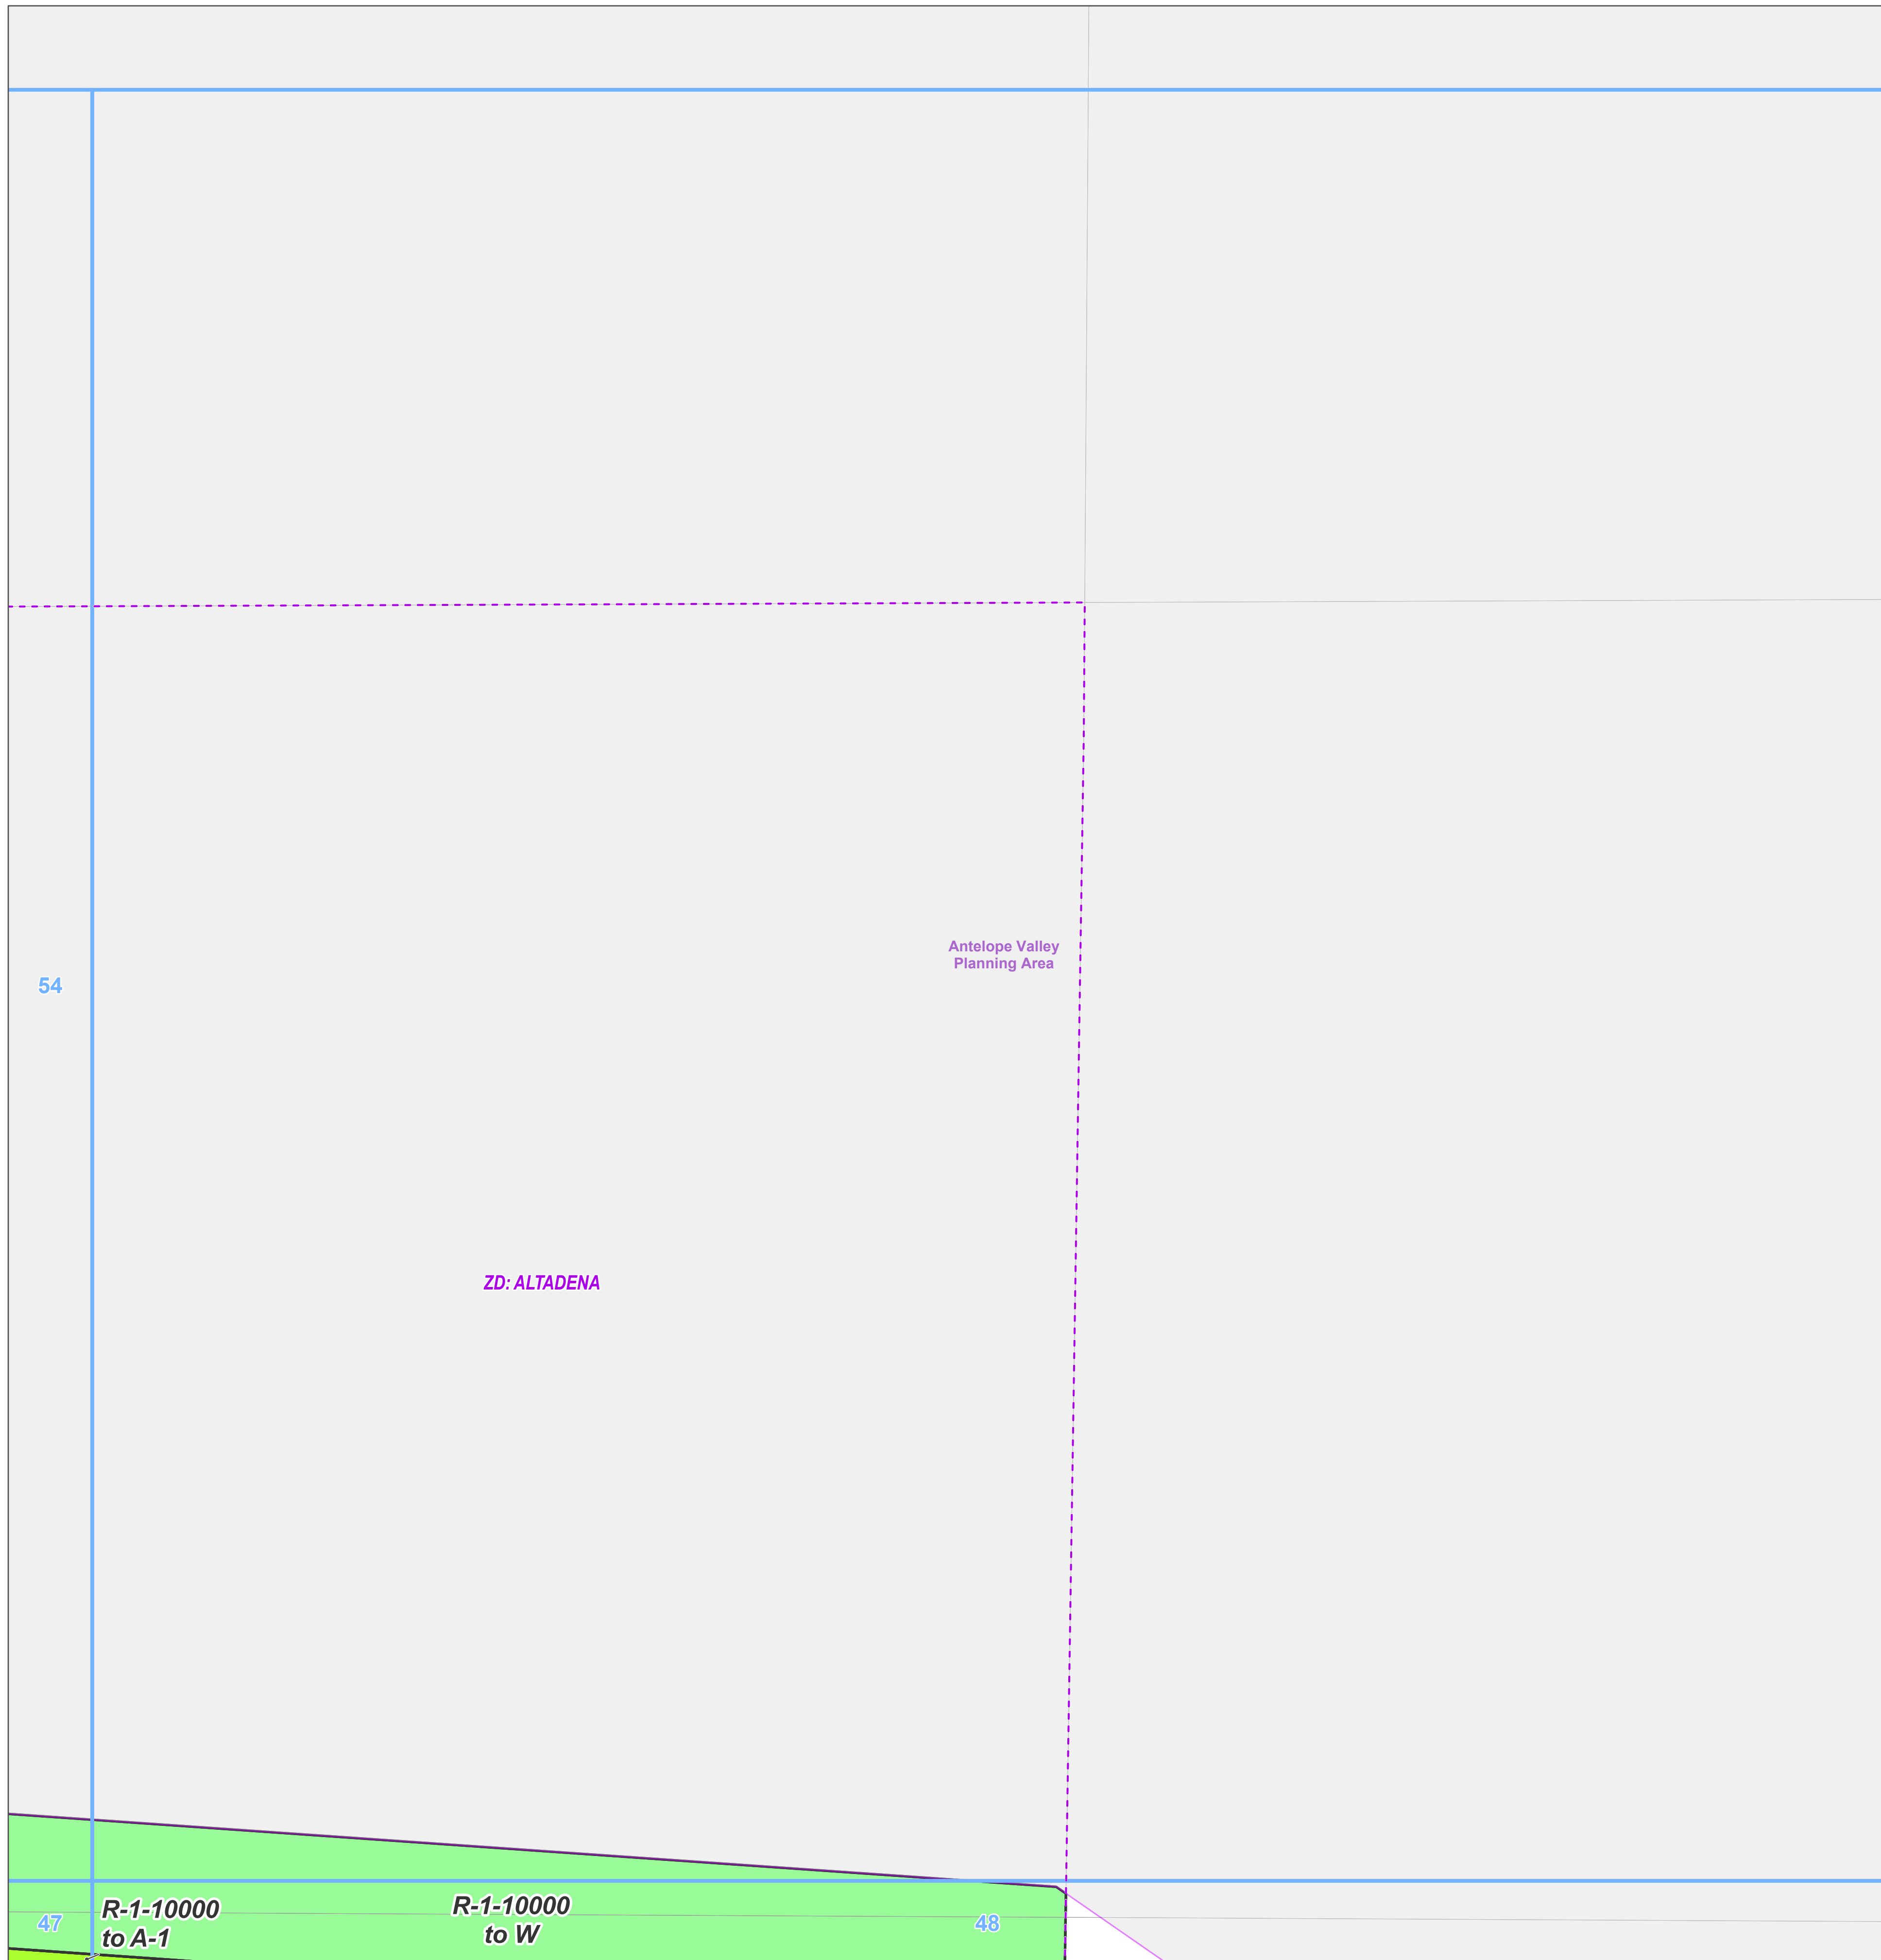 Antelope Valley
Planning Area
54
ZD: ALTADENA
47
R-1-10000
to A-1
R-1-10000
to W
48